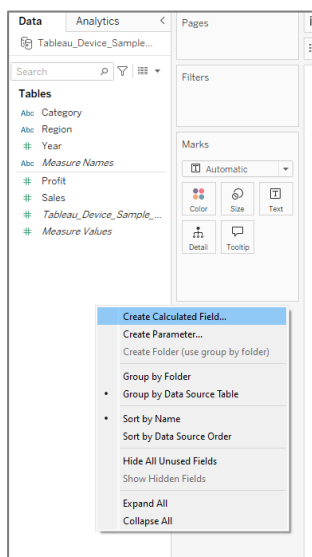 Data
Analytics
Tableau_Device_Sample...
Search
Tables
Abc Category
Abc Region
# Year
Abc Measure Names
# Profit
# Sales
# Tableau_Device_Sample_...
# Measure Values
Pages
Filters
Marks
T Automatic
Color Size Text
Detail Tooltip
Create Calculated Field...
Create Parameter...
Create Folder (use group by folder)
Group by Folder
• Group by Data Source Table
• Sort by Name
Sort by Data Source Order
Hide All Unused Fields
Show Hidden Fields
Expand All
Collapse All